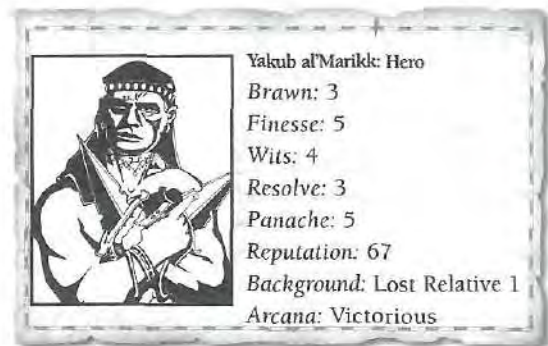 Yakub al'Marikk: Hero
Brawn: 3
Finesse: 5
Wits: 4
Resolve: 3
Panache: 5
Reputation: 67
Background: Lost Relative 1
Arcana: Victorious